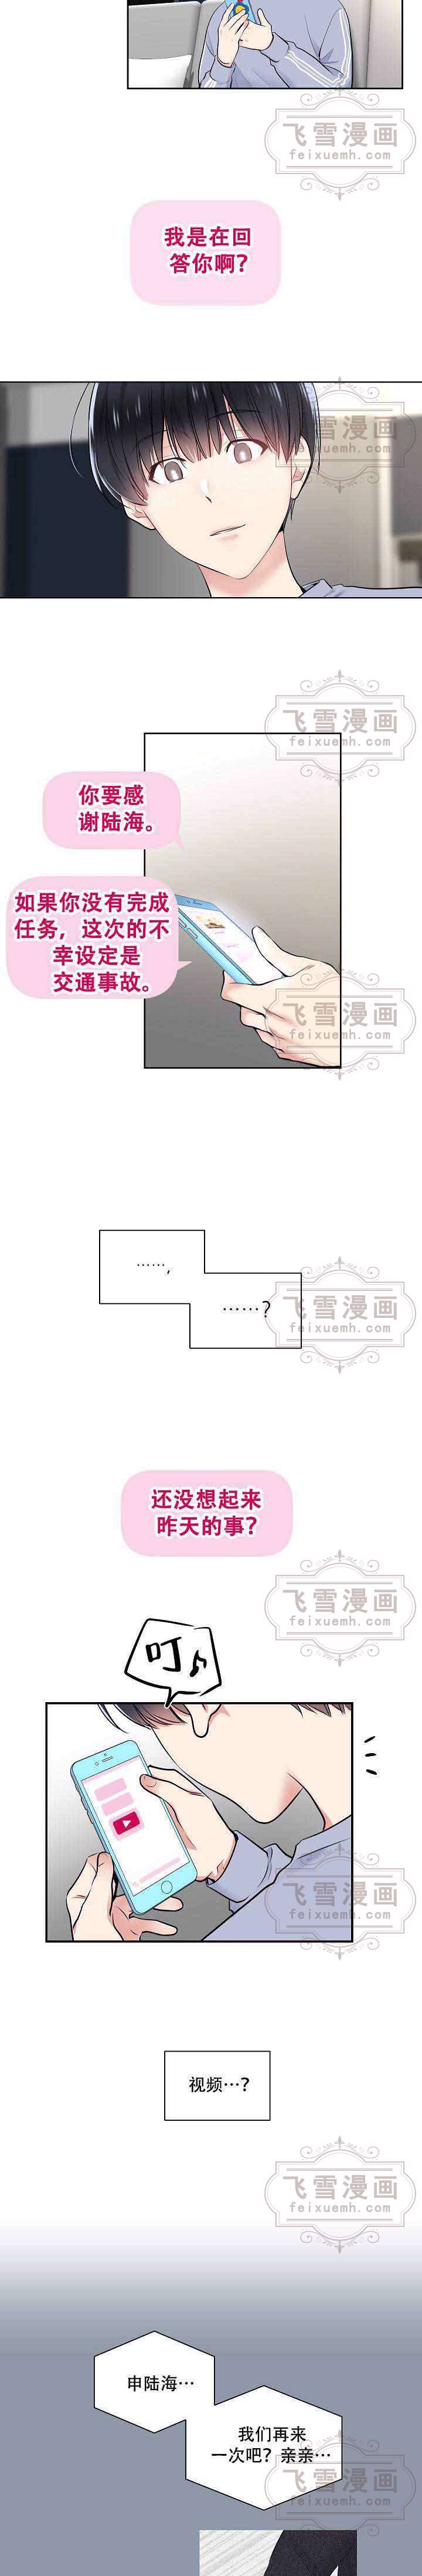 飞雪漫画
feixuemh.com
我是在回
答你啊？
飞雪漫画
feixuemh.com
飞雪漫画
feixuemh.com
你要感
谢陆海。
如果你没有完成
任务，这次的不
幸设定是
交通事故。
飞雪漫画
feixuemh.com
……，
……？
飞雪漫画
feixuemh.com
还没想起来
昨天的事？
飞雪漫画
feixuemh.com
叮♪
飞雪漫画
feixuemh.com
视频…？
飞雪漫画
feixuemh.com
申陆海…
我们再来
一次吧？亲亲…
飞雪漫画
feixuemh.com